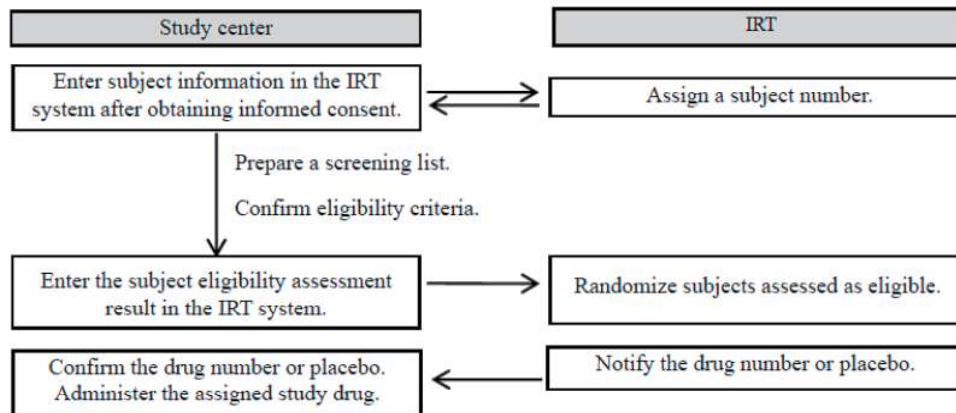 Study center
IRT
Enter subject information in the IRT
system after obtaining informed consent.
Assign a subject number.
Prepare a screening list.
Confirm eligibility criteria.
Enter the subject eligibility assessment
result in the IRT system.
Randomize subjects assessed as eligible.
Confirm the drug number or placebo.
Administer the assigned study drug.
Notify the drug number or placebo.